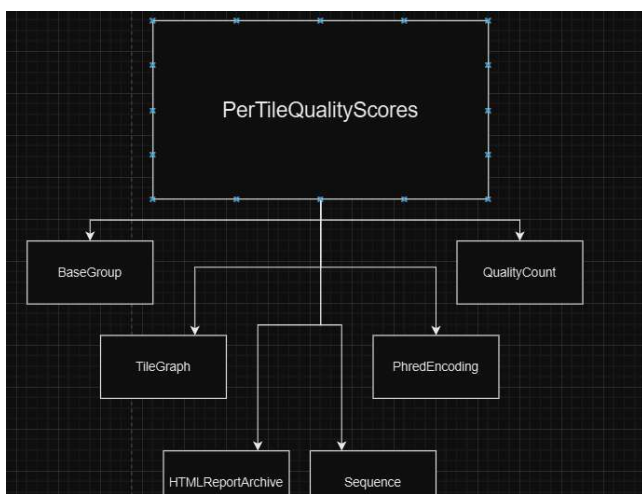 PerTileQualityScores
BaseGroup
QualityCount
TileGraph
PhredEncoding
HTMLReportArchive
Sequence